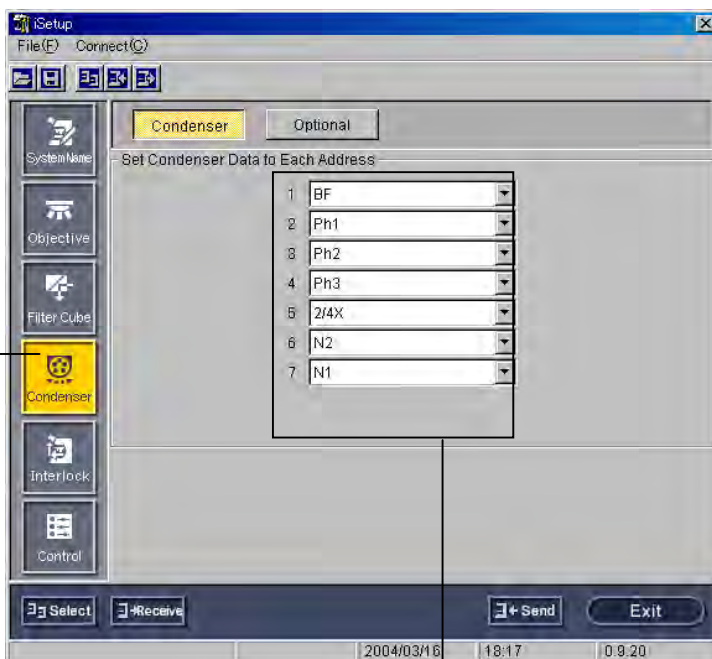 iSetup
File(F) Connect(C)
SystemName
Objective
Filter Cube
Condenser
Interlock
Control
Condenser Optional
Set Condenser Data to Each Address
1 BF
2 Ph1
3 Ph2
4 Ph3
5 2/4X
6 N2
7 N1
Select Receive Send Exit
2004/03/16 18:17 0.9.20